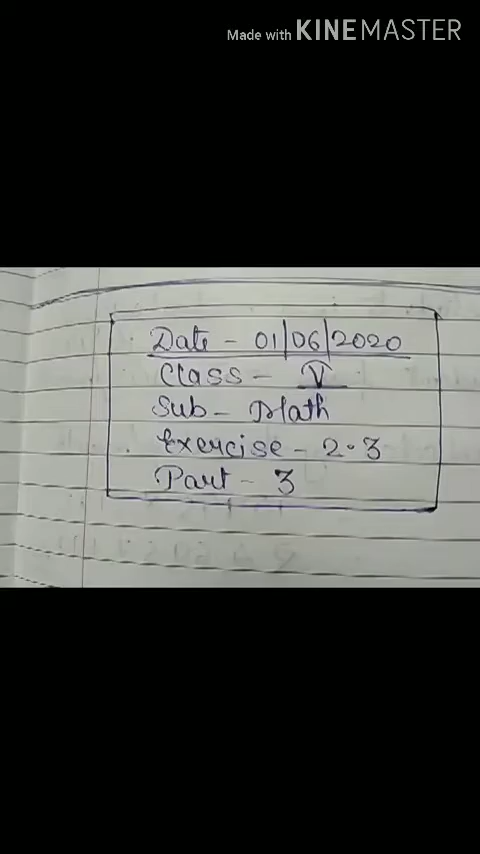 Made with KINEMASTER
Date - 01/06/2020
Class - V
Sub - Math
Exercise - 2.3
Part - 3